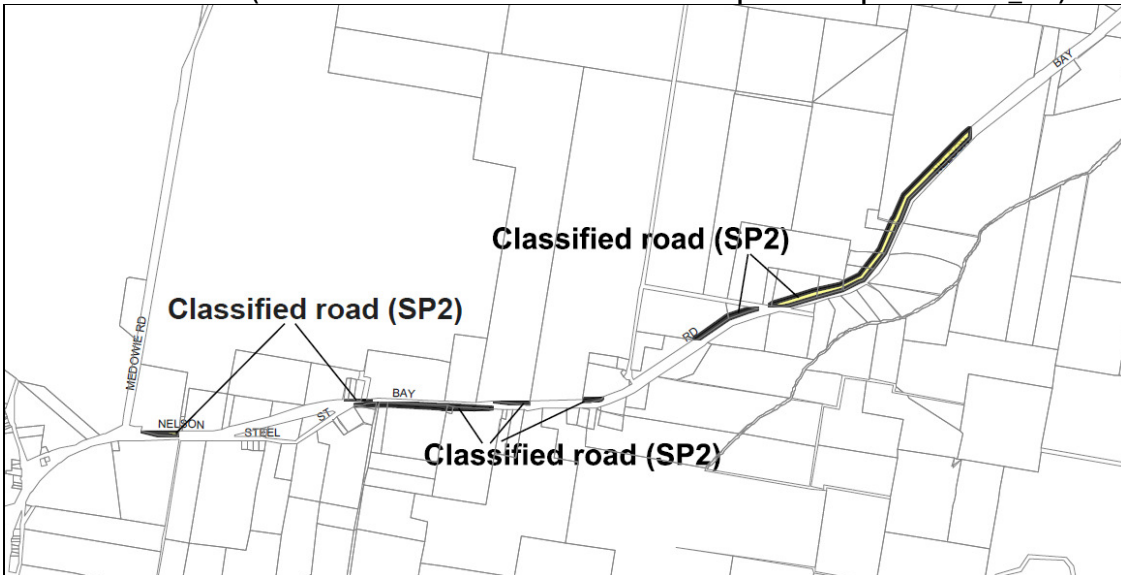 BAY
Classified road (SP2)
Classified road (SP2)
MEDOWIE RD
RD
BAY
NELSON
STEEL
ST
Classified road (SP2)